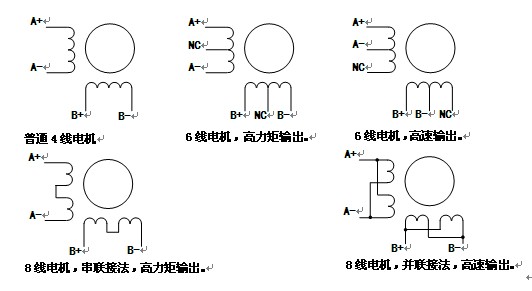 A+ A+ A+
NC A-
A- A- NC
B+ B- B+ NC B- B+ B- NC
普通4线电机 6线电机，高力矩输出。 6线电机，高速输出。
A+ A+
A- A-
B+ B- B+ B-
8线电机，串联接法，高力矩输出。 8线电机，并联接法，高速输出。